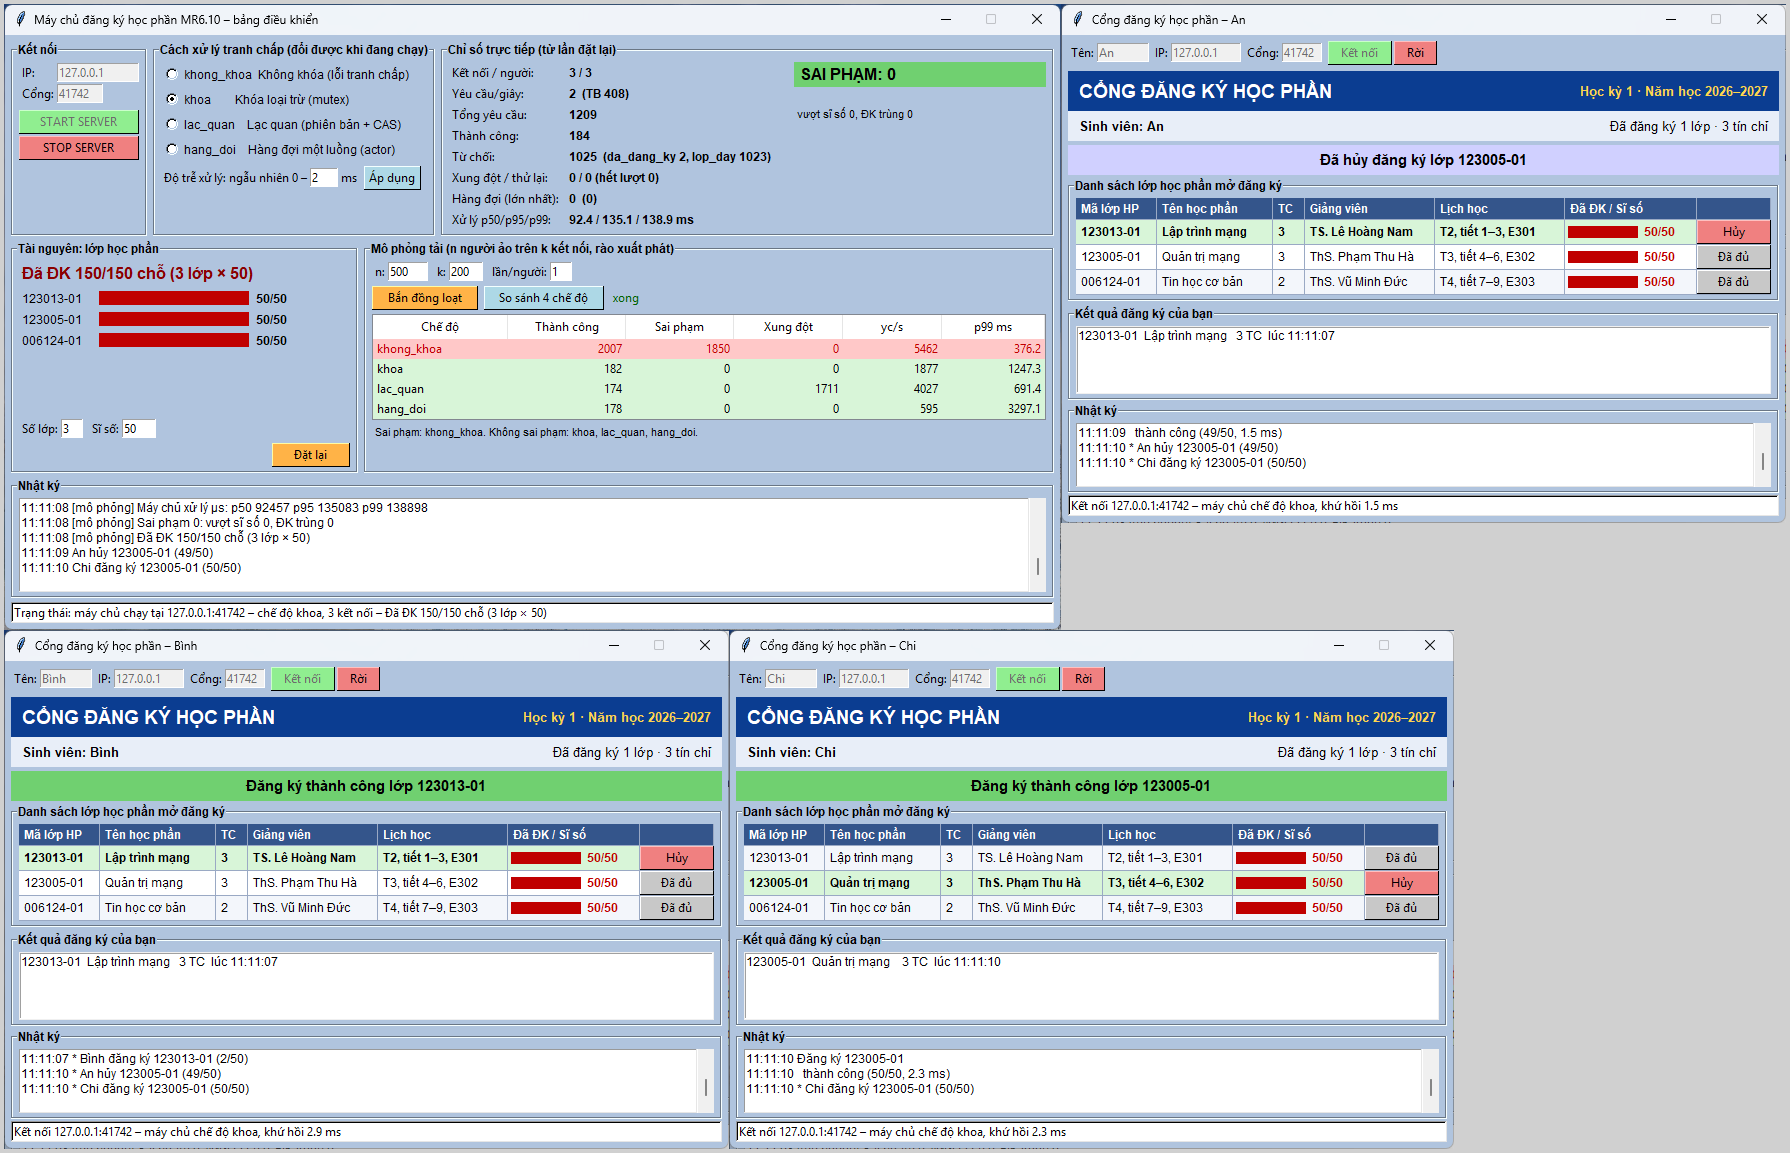 Máy chủ đăng ký học phần MR6.10 – bảng điều khiển
Kết nối
IP: 127.0.0.1
Cổng: 41742
START SERVER
STOP SERVER
Cách xử lý tranh chấp (đổi được khi đang chạy)
khong_khoa Không khóa (lỗi tranh chấp)
khoa Khóa loại trừ (mutex)
lac_quan Lạc quan (phiên bản + CAS)
hang_doi Hàng đợi một luồng (actor)
Độ trễ xử lý: ngẫu nhiên 0 – 2 ms Áp dụng
Chỉ số trực tiếp (từ lần đặt lại)
Kết nối / người: 3 / 3
Yêu cầu/giây: 2 (TB 408)
Tổng yêu cầu: 1209
Thành công: 184
Từ chối: 1025 (da_dang_ky 2, lop_day 1023)
Xung đột / thử lại: 0 / 0 (hết lượt 0)
Hàng đợi (lớn nhất): 0 (0)
Xử lý p50/p95/p99: 92.4 / 135.1 / 138.9 ms
SAI PHẠM: 0
vượt sĩ số 0, ĐK trùng 0
Tài nguyên: lớp học phần
Đã ĐK 150/150 chỗ (3 lớp × 50)
123013-01 50/50
123005-01 50/50
006124-01 50/50
Số lớp: 3 Sĩ số: 50
Đặt lại
Mô phỏng tải (n người ảo trên k kết nối, rào xuất phát)
n: 500 k: 200 lần/người: 1
Bắn đồng loạt So sánh 4 chế độ xong
Chế độ Thành công Sai phạm Xung đột yc/s p99 ms
khong_khoa 2007 1850 0 5462 376.2
khoa 182 0 0 1877 1247.3
lac_quan 174 0 1711 4027 691.4
hang_doi 178 0 0 595 3297.1
Sai phạm: khong_khoa. Không sai phạm: khoa, lac_quan, hang_doi.
Nhật ký
11:11:08 [mô phỏng] Máy chủ xử lý µs: p50 92457 p95 135083 p99 138898
11:11:08 [mô phỏng] Sai phạm 0: vượt sĩ số 0, ĐK trùng 0
11:11:08 [mô phỏng] Đã ĐK 150/150 chỗ (3 lớp × 50)
11:11:09 An hủy 123005-01 (49/50)
11:11:10 Chi đăng ký 123005-01 (50/50)
Trạng thái: máy chủ chạy tại 127.0.0.1:41742 – chế độ khoa, 3 kết nối – Đã ĐK 150/150 chỗ (3 lớp × 50)
Cổng đăng ký học phần – An
Tên: An IP: 127.0.0.1 Cổng: 41742 Kết nối Rời
CỔNG ĐĂNG KÝ HỌC PHẦN Học kỳ 1 · Năm học 2026–2027
Sinh viên: An Đã đăng ký 1 lớp · 3 tín chỉ
Đã hủy đăng ký lớp 123005-01
Danh sách lớp học phần mở đăng ký
Mã lớp HP Tên học phần TC Giảng viên Lịch học Đã ĐK / Sĩ số
123013-01 Lập trình mạng 3 TS. Lê Hoàng Nam T2, tiết 1–3, E301 50/50 Hủy
123005-01 Quản trị mạng 3 ThS. Phạm Thu Hà T3, tiết 4–6, E302 50/50 Đã đủ
006124-01 Tin học cơ bản 2 ThS. Vũ Minh Đức T4, tiết 7–9, E303 50/50 Đã đủ
Kết quả đăng ký của bạn
123013-01 Lập trình mạng 3 TC lúc 11:11:07
Nhật ký
11:11:09 thành công (49/50, 1.5 ms)
11:11:10 * An hủy 123005-01 (49/50)
11:11:10 * Chi đăng ký 123005-01 (50/50)
Kết nối 127.0.0.1:41742 – máy chủ chế độ khoa, khứ hồi 1.5 ms
Cổng đăng ký học phần – Bình
Tên: Bình IP: 127.0.0.1 Cổng: 41742 Kết nối Rời
CỔNG ĐĂNG KÝ HỌC PHẦN Học kỳ 1 · Năm học 2026–2027
Sinh viên: Bình Đã đăng ký 1 lớp · 3 tín chỉ
Đăng ký thành công lớp 123013-01
Danh sách lớp học phần mở đăng ký
Mã lớp HP Tên học phần TC Giảng viên Lịch học Đã ĐK / Sĩ số
123013-01 Lập trình mạng 3 TS. Lê Hoàng Nam T2, tiết 1–3, E301 50/50 Hủy
123005-01 Quản trị mạng 3 ThS. Phạm Thu Hà T3, tiết 4–6, E302 50/50 Đã đủ
006124-01 Tin học cơ bản 2 ThS. Vũ Minh Đức T4, tiết 7–9, E303 50/50 Đã đủ
Kết quả đăng ký của bạn
123013-01 Lập trình mạng 3 TC lúc 11:11:07
Nhật ký
11:11:07 * Bình đăng ký 123013-01 (2/50)
11:11:10 * An hủy 123005-01 (49/50)
11:11:10 * Chi đăng ký 123005-01 (50/50)
Kết nối 127.0.0.1:41742 – máy chủ chế độ khoa, khứ hồi 2.9 ms
Cổng đăng ký học phần – Chi
Tên: Chi IP: 127.0.0.1 Cổng: 41742 Kết nối Rời
CỔNG ĐĂNG KÝ HỌC PHẦN Học kỳ 1 · Năm học 2026–2027
Sinh viên: Chi Đã đăng ký 1 lớp · 3 tín chỉ
Đăng ký thành công lớp 123005-01
Danh sách lớp học phần mở đăng ký
Mã lớp HP Tên học phần TC Giảng viên Lịch học Đã ĐK / Sĩ số
123013-01 Lập trình mạng 3 TS. Lê Hoàng Nam T2, tiết 1–3, E301 50/50 Đã đủ
123005-01 Quản trị mạng 3 ThS. Phạm Thu Hà T3, tiết 4–6, E302 50/50 Hủy
006124-01 Tin học cơ bản 2 ThS. Vũ Minh Đức T4, tiết 7–9, E303 50/50 Đã đủ
Kết quả đăng ký của bạn
123005-01 Quản trị mạng 3 TC lúc 11:11:10
Nhật ký
11:11:10 Đăng ký 123005-01
11:11:10 thành công (50/50, 2.3 ms)
11:11:10 * Chi đăng ký 123005-01 (50/50)
Kết nối 127.0.0.1:41742 – máy chủ chế độ khoa, khứ hồi 2.3 ms